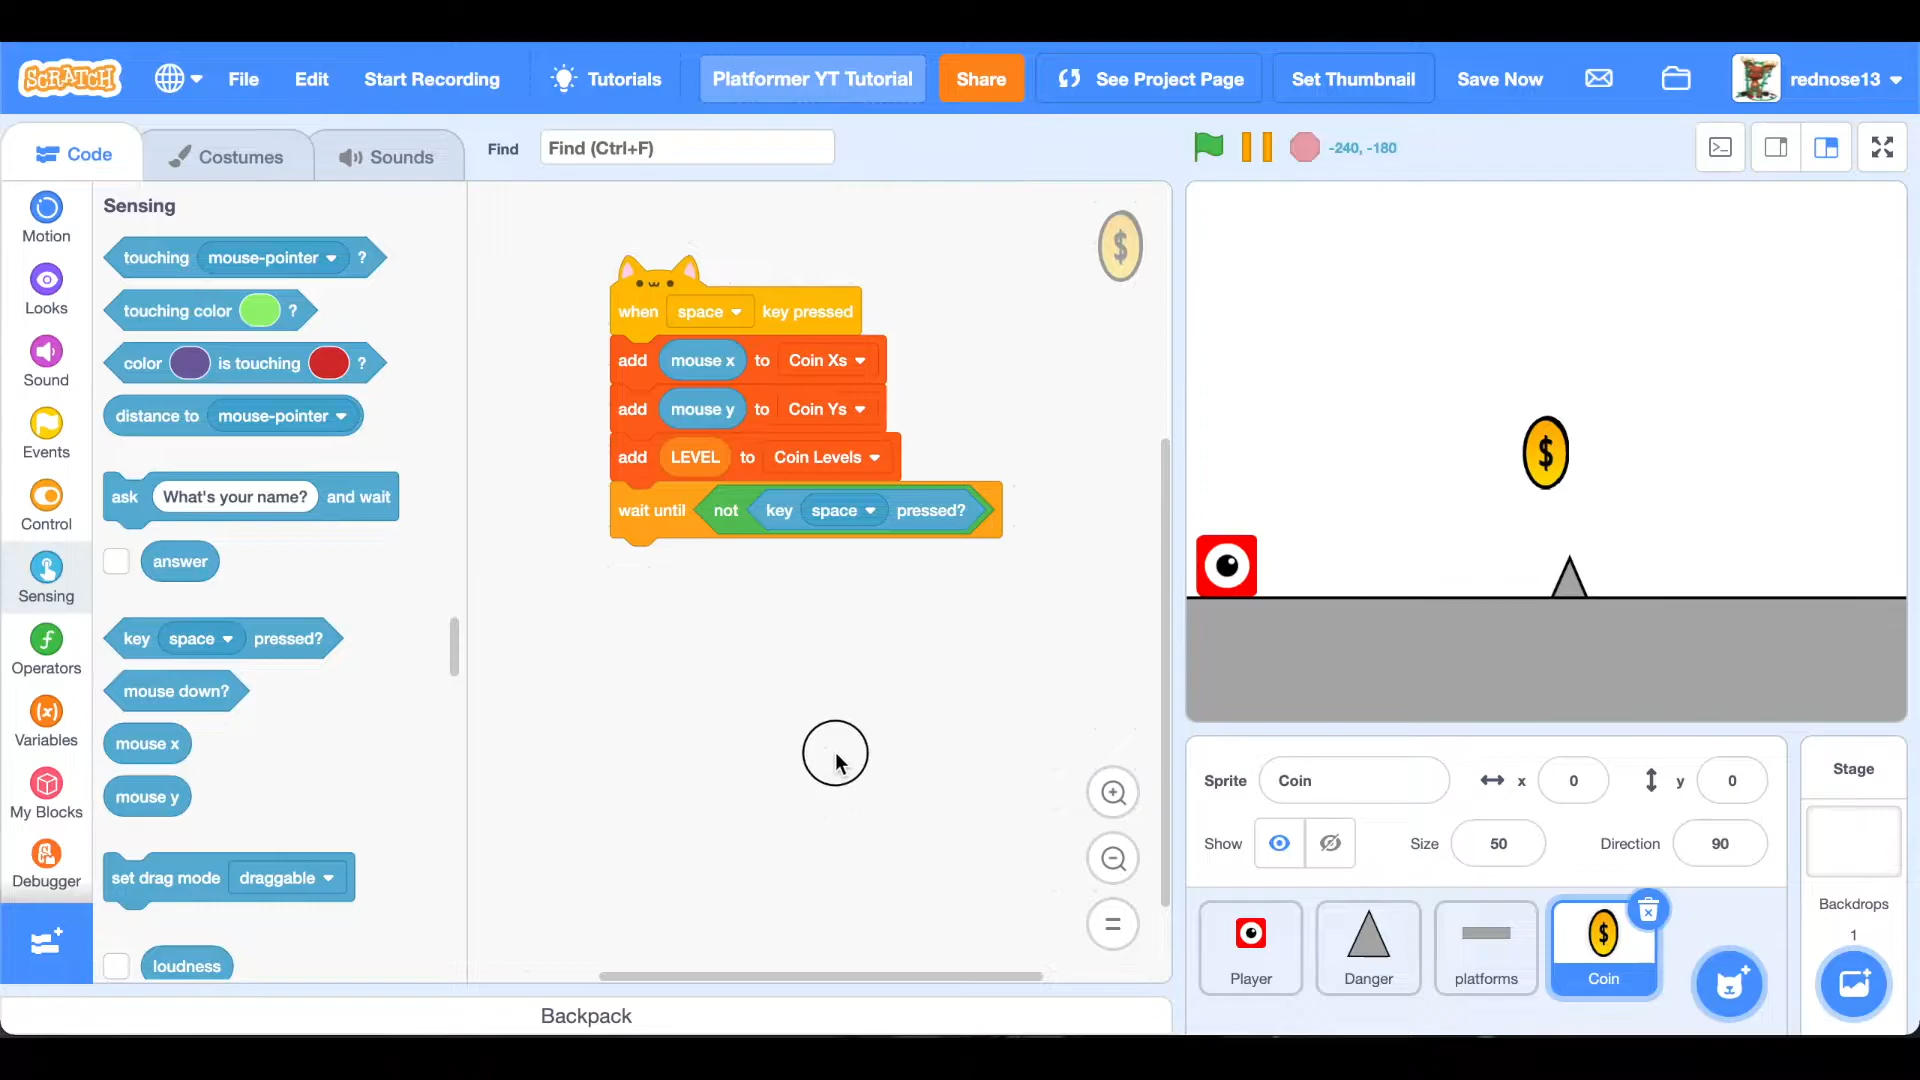 SCRATCH
File
Edit
Start Recording
Tutorials
Platformer YT Tutorial
Share
See Project Page
Set Thumbnail
Save Now
rednose13
Code
Costumes
Sounds
Find
Find (Ctrl+F)
-240, -180
Motion
Looks
Sound
Events
Control
Sensing
Operators
Variables
My Blocks
Debugger
Sensing
touching mouse-pointer ?
touching color ?
color is touching ?
distance to mouse-pointer
ask What's your name? and wait
answer
key space pressed?
mouse down?
mouse x
mouse y
set drag mode draggable
loudness
when space key pressed
add mouse x to Coin Xs
add mouse y to Coin Ys
add LEVEL to Coin Levels
wait until not key space pressed?
$
$
Sprite Coin x 0 y 0
Show Size 50 Direction 90
Player
Danger
platforms
$
Coin
Stage
Backdrops
1
Backpack